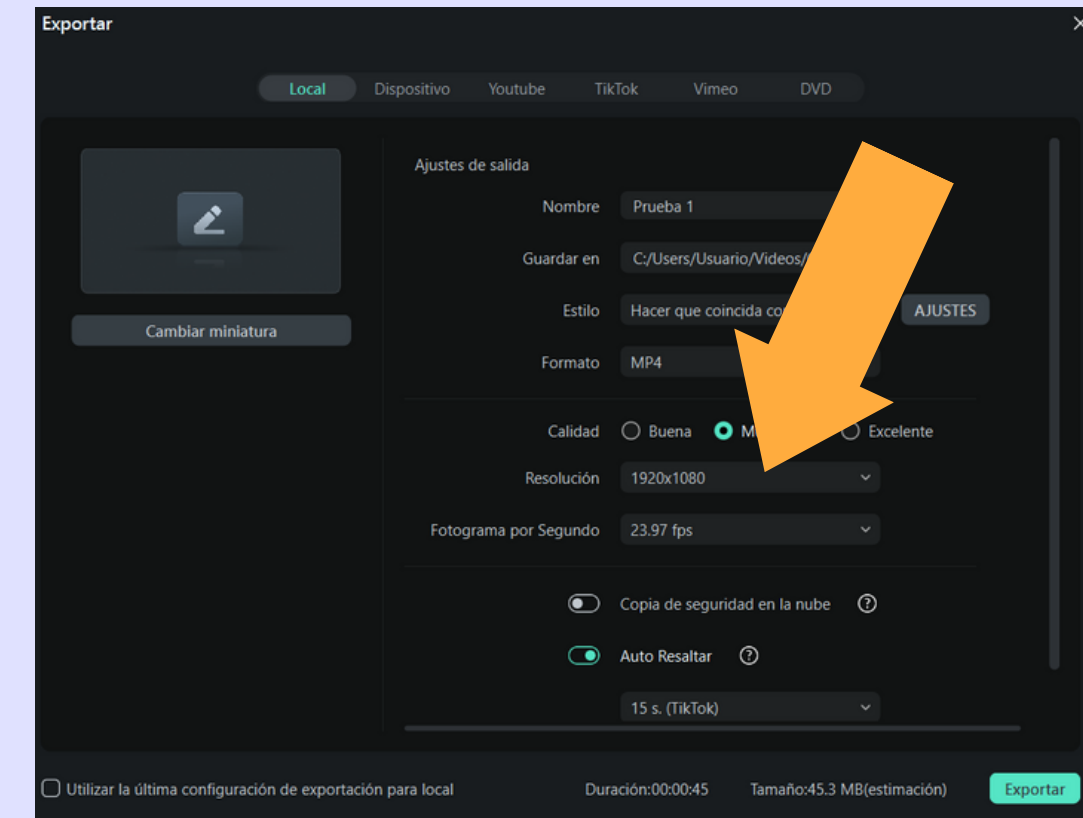 Exportar
Local Dispositivo Youtube TikTok Vimeo DVD
Ajustes de salida
Nombre Prueba 1
Guardar en C:/Users/Usuario/Videos/
Estilo Hacer que coincida AJUSTES
Cambiar miniatura
Formato MP4
Calidad Buena Excelente
Resolución 1920x1080
Fotograma por Segundo 23.97 fps
Copia de seguridad en la nube ?
Auto Resaltar ?
15 s. (TikTok)
Utilizar la última configuración de exportación para local Duración:00:00:45 Tamaño:45.3 MB(estimación) Exportar